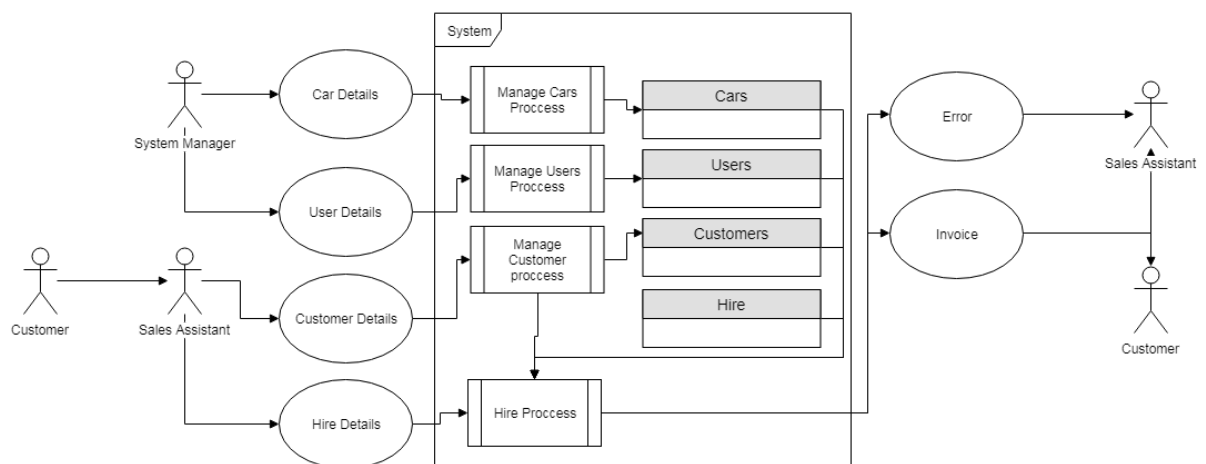 System
Car Details
Manage Cars
Proccess
Cars
Error
System Manager
Sales Assistant
User Details
Manage Users
Proccess
Users
Invoice
Customer
Sales Assistant
Customer Details
Manage
Customer
proccess
Customers
Hire
Customer
Hire Details
Hire Proccess